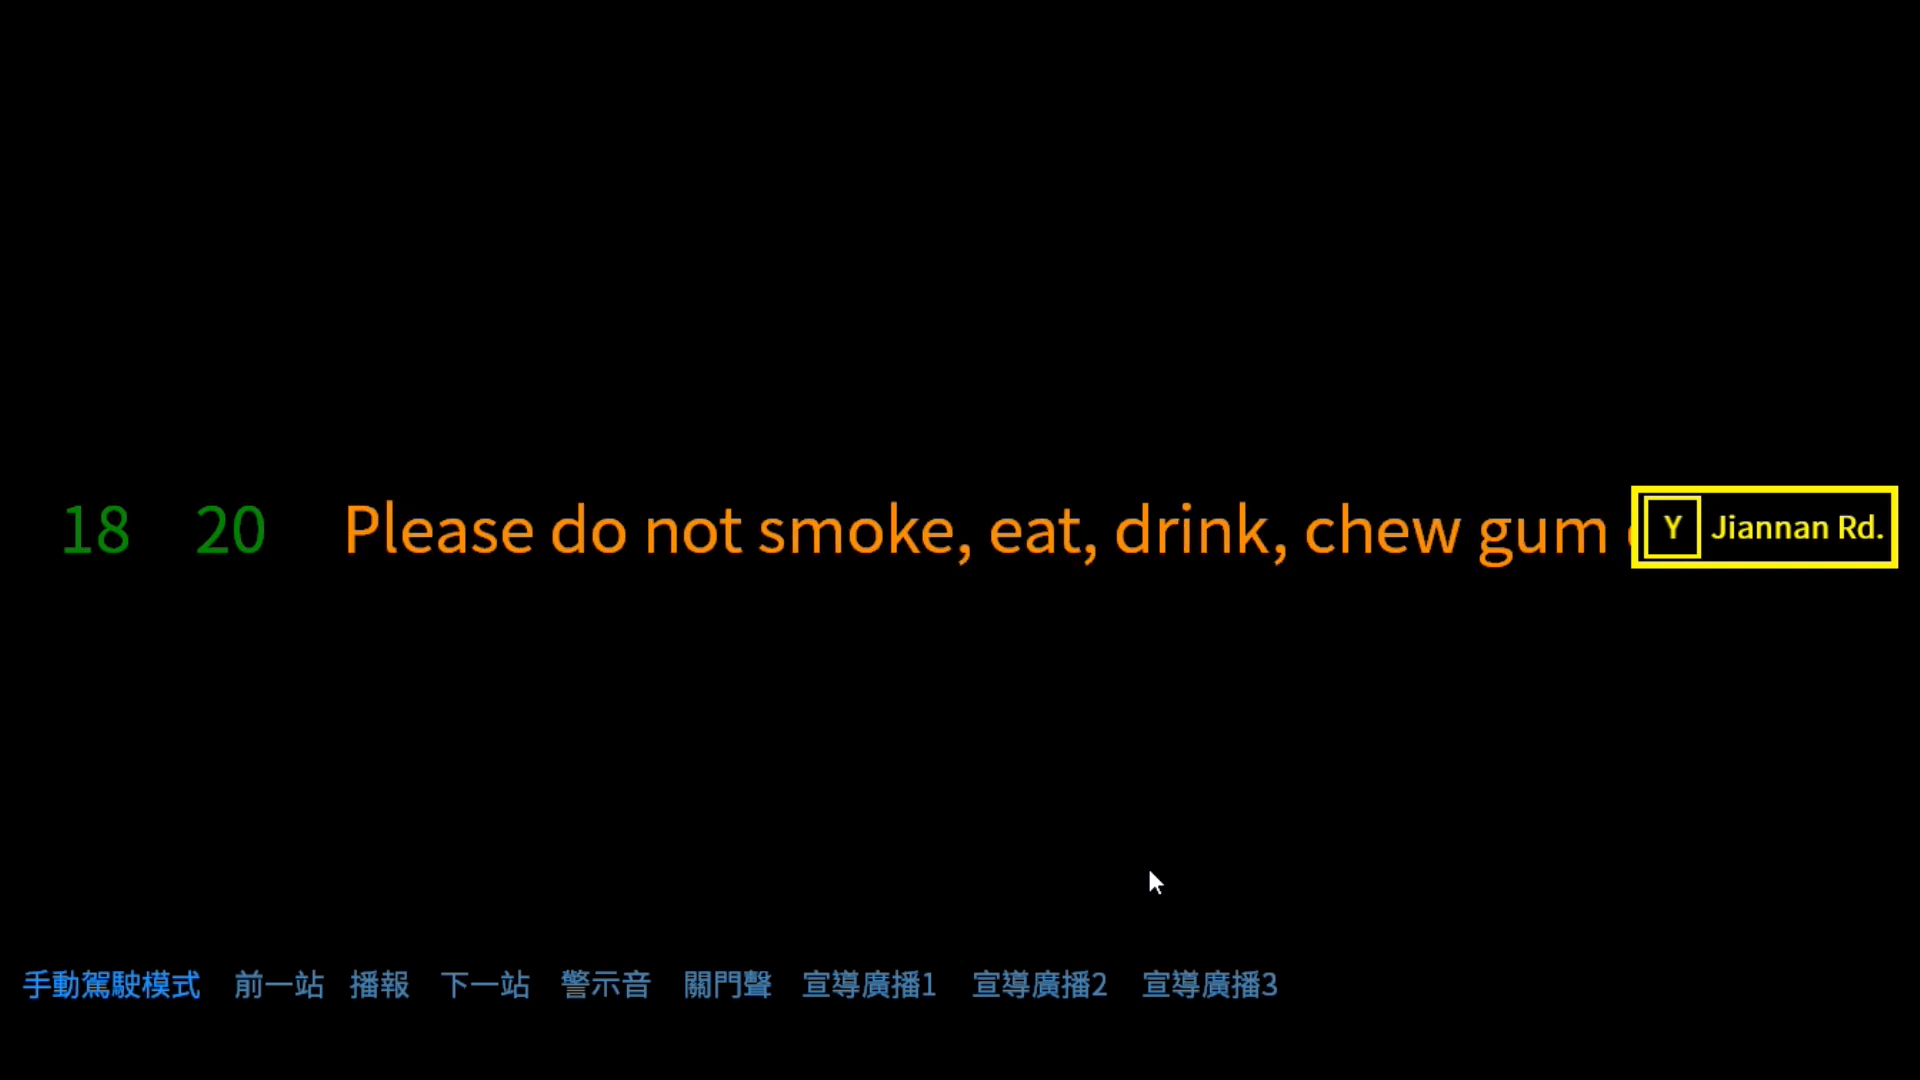 18 20 Please do not smoke, eat, drink, chew gum Y Jiannan Rd.
手動駕駛模式 前一站 播報 下一站 警示音 關門聲 宣導廣播1 宣導廣播2 宣導廣播3